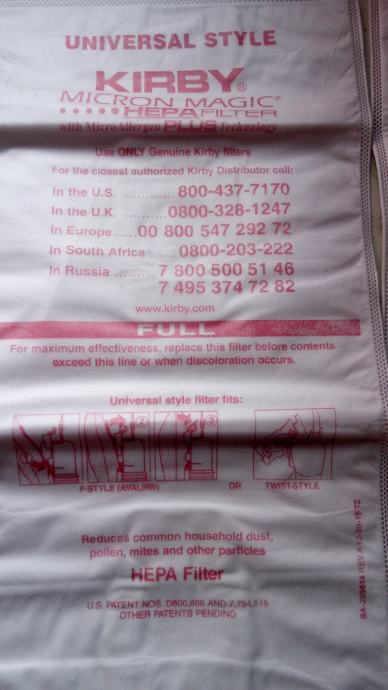 UNIVERSAL STYLE
KIRBY®
MICRON MAGIC®
HEPA FILTER
with MicroAllergen PLUS Technology
Use ONLY Genuine Kirby filters
For the closest authorized Kirby Distributor call:
In the U.S. ............ 800-437-7170
In the U.K. .......... 0800-328-1247
In Europe .....00 800 547 292 72
In South Africa ...... 0800-203-222
In Russia ......... 7 800 500 51 46
7 495 374 72 82
www.kirby.com
FULL
For maximum effectiveness, replace this filter before contents
exceed this line or when discoloration occurs.
Universal style filter fits:
1 2 3
F-STYLE (AVALIR®) OR TWIST-STYLE
Reduces common household dust,
pollen, mites and other particles
HEPA Filter
U.S. PATENT NOS. D600,868 AND 7,794,516
OTHER PATENTS PENDING